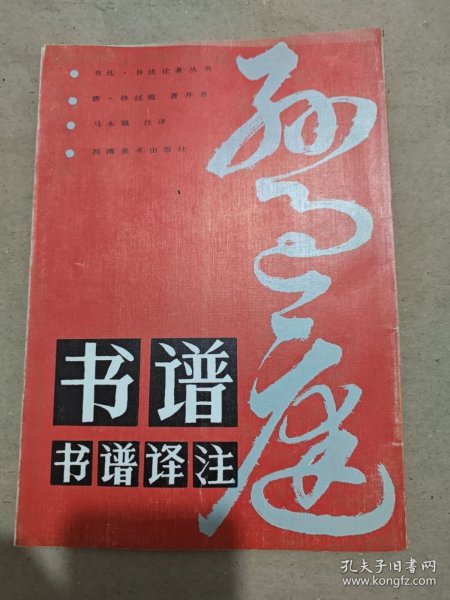 书法·书法论著丛书
唐·孙过庭 著并书
马永强 注译
河南美术出版社
孙过庭
书谱
书谱译注
孔夫子旧书网
www.kongfz.com